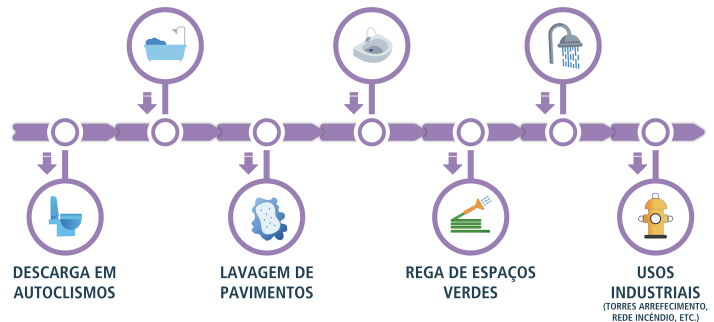 DESCARGA EM
AUTOCLISMOS
LAVAGEM DE
PAVIMENTOS
REGA DE ESPAÇOS
VERDES
USOS
INDUSTRIAIS
(TORRES ARREFECIMENTO,
REDE INCÊNDIO, ETC.)